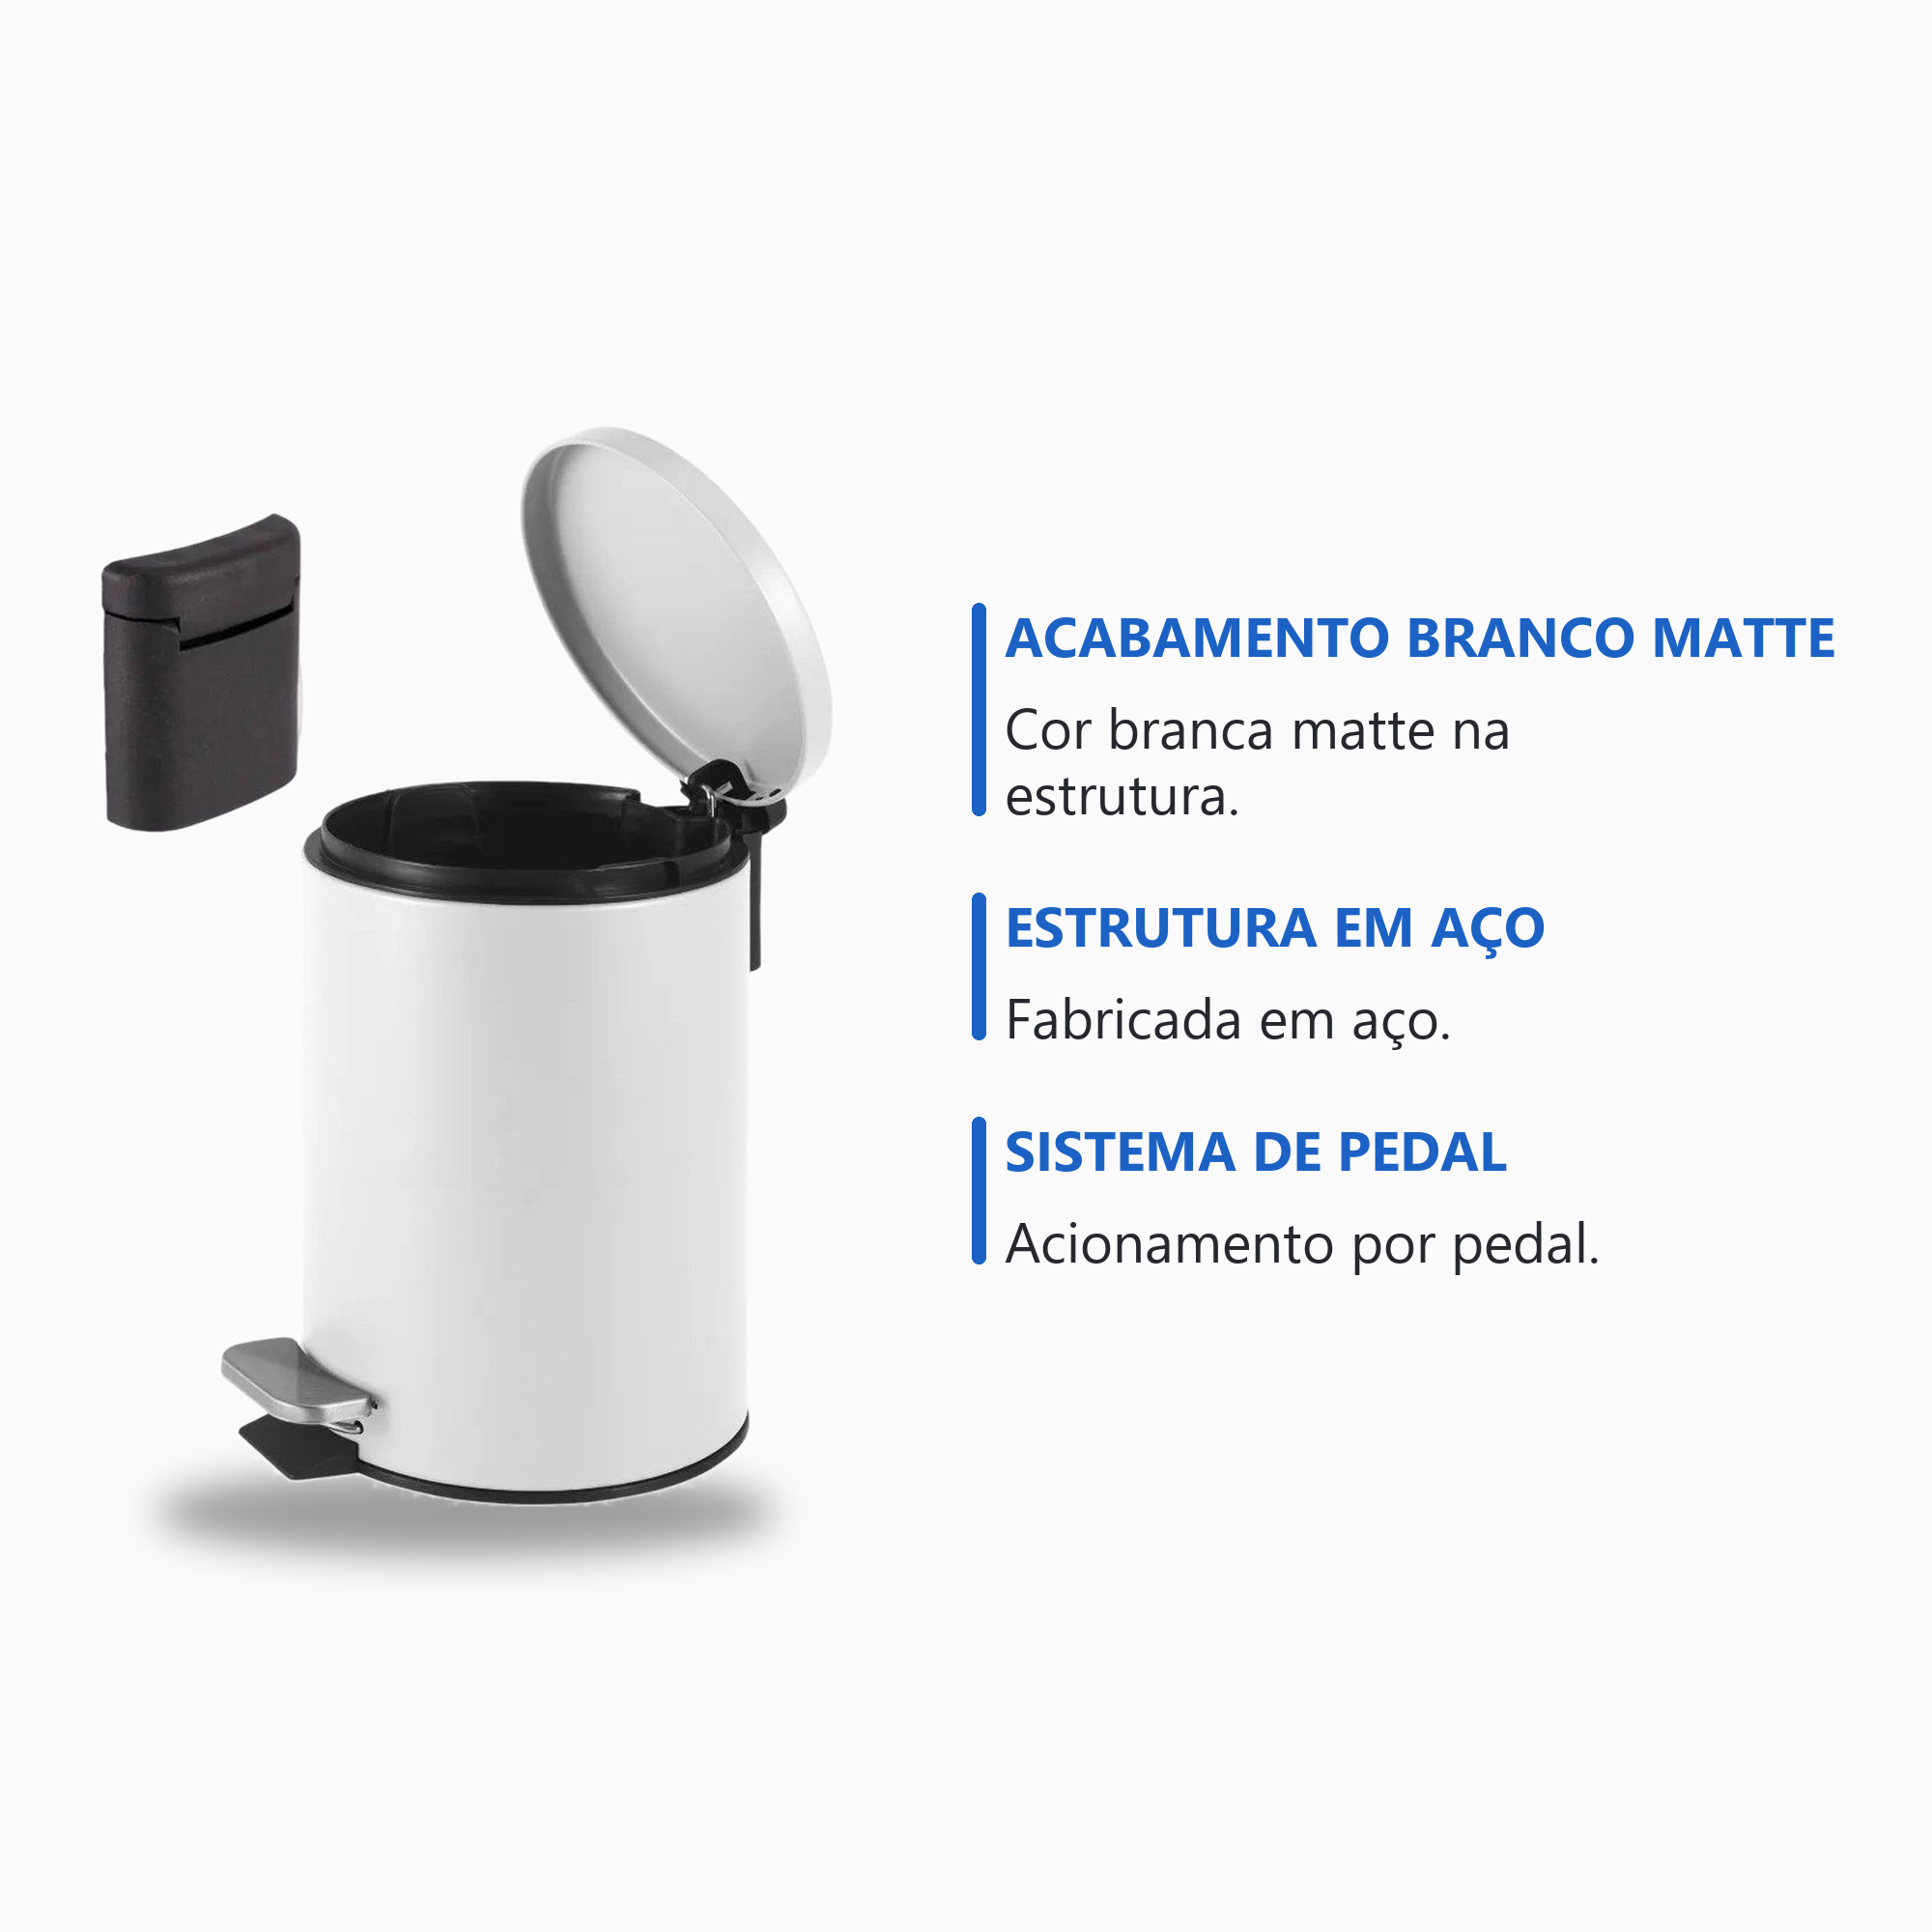 ACABAMENTO BRANCO MATTE
Cor branca matte na
estrutura.
ESTRUTURA EM AÇO
Fabricada em aço.
SISTEMA DE PEDAL
Acionamento por pedal.